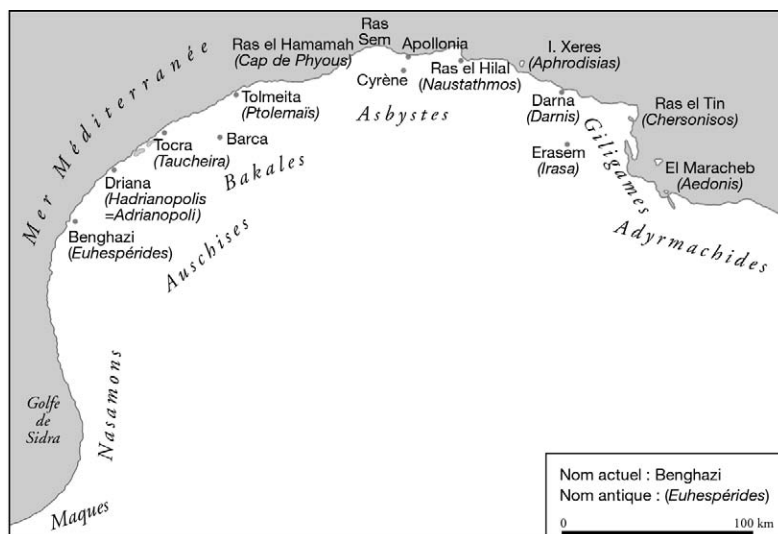 Ras
Sem
Ras el Hamamah
(Cap de Phyous)
Apollonia
I. Xeres
(Aphrodisias)
Cyrène
Ras el Hilal
(Naustathmos)
Mer Méditerranée
Tolmeita
(Ptolemaïs)
Asbystes
Darna
(Darnis)
Ras el Tin
(Chersonisos)
Tocra
(Taucheira)
Barca
Erasem
(Irasa)
Giligames
Bakales
El Maracheb
(Aedonis)
Driana
(Hadrianopolis
=Adrianopoli)
Auschises
Adyrmachides
Benghazi
(Euhespérides)
Nasamons
Golfe
de
Sidra
Maques
Nom actuel : Benghazi
Nom antique : (Euhespérides)
0 100 km